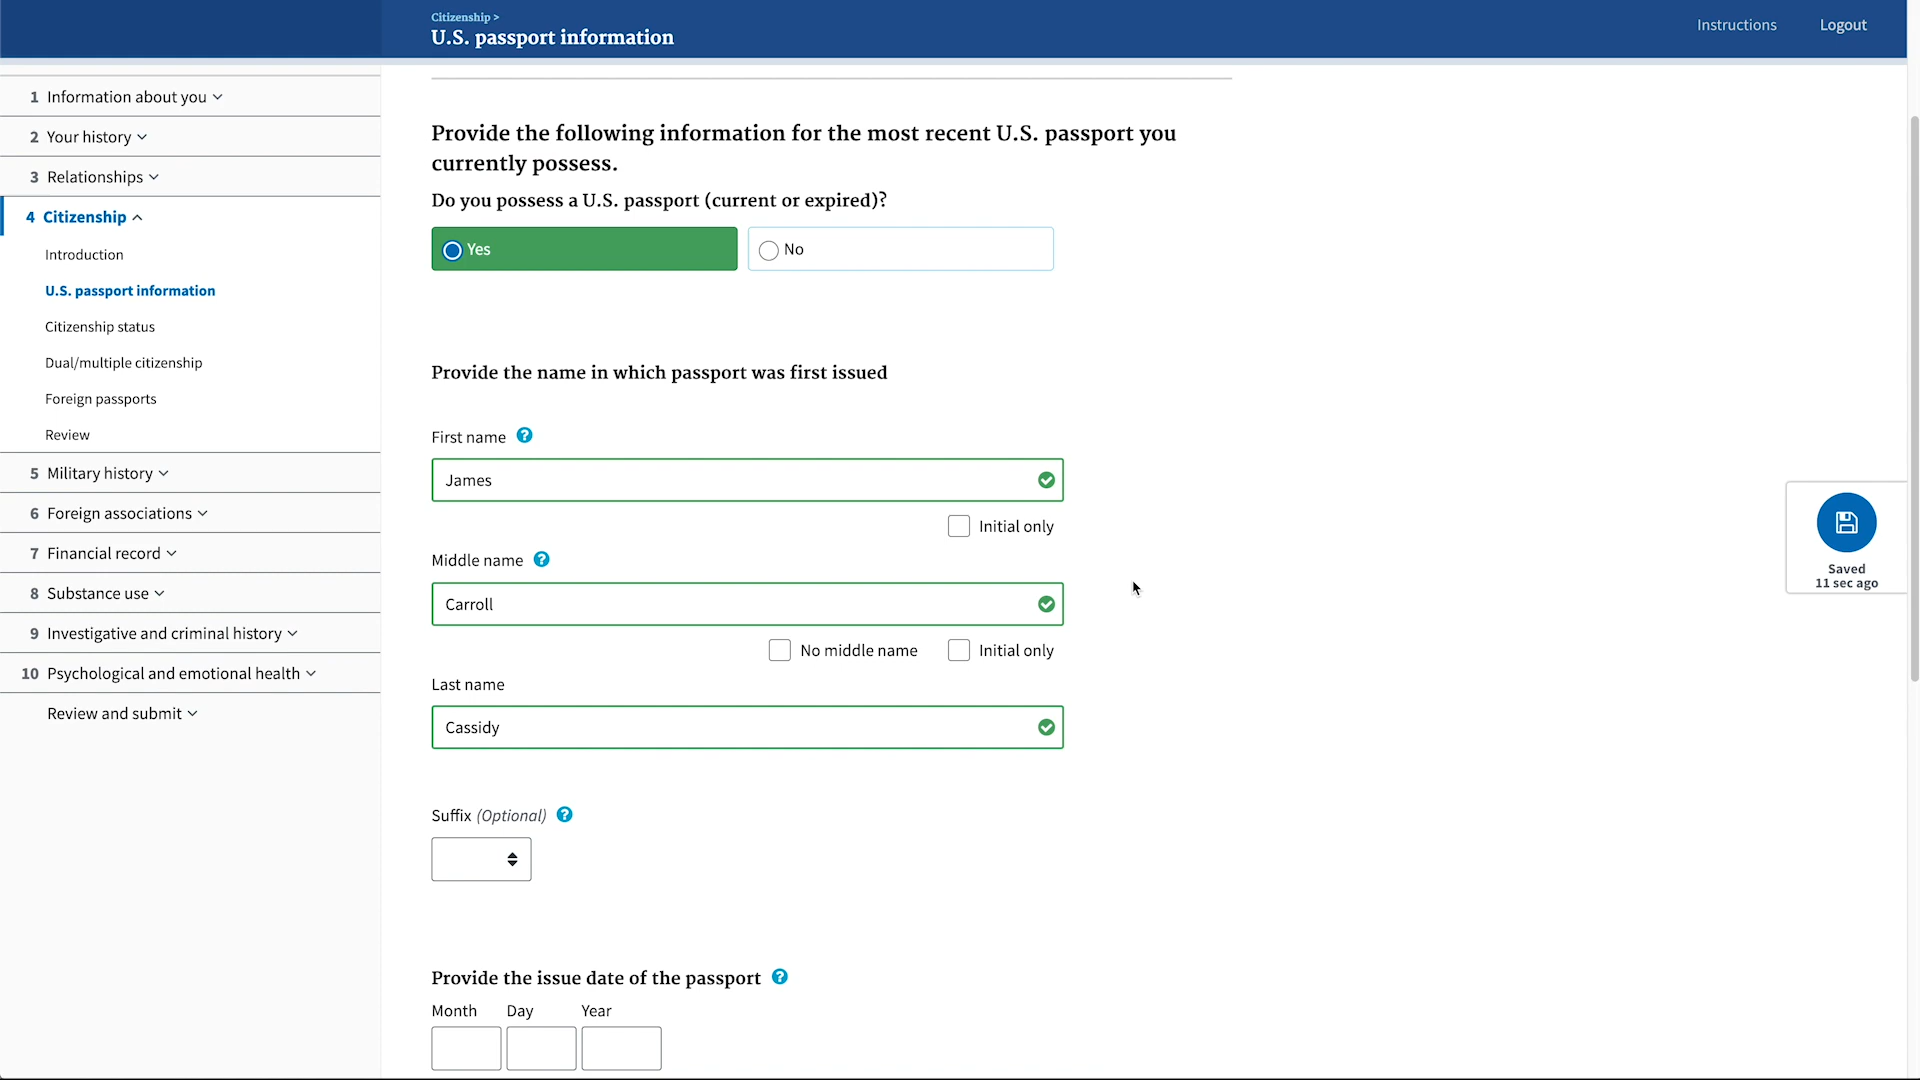 Citizenship >
U.S. passport information
Instructions
Logout
1 Information about you
2 Your history
3 Relationships
4 Citizenship
Introduction
U.S. passport information
Citizenship status
Dual/multiple citizenship
Foreign passports
Review
5 Military history
6 Foreign associations
7 Financial record
8 Substance use
9 Investigative and criminal history
10 Psychological and emotional health
Review and submit
Provide the following information for the most recent U.S. passport you
currently possess.
Do you possess a U.S. passport (current or expired)?
Yes
No
Provide the name in which passport was first issued
First name ?
James
Initial only
Middle name ?
Carroll
No middle name
Initial only
Last name
Cassidy
Suffix (Optional) ?
Provide the issue date of the passport ?
Month Day Year
Saved
11 sec ago